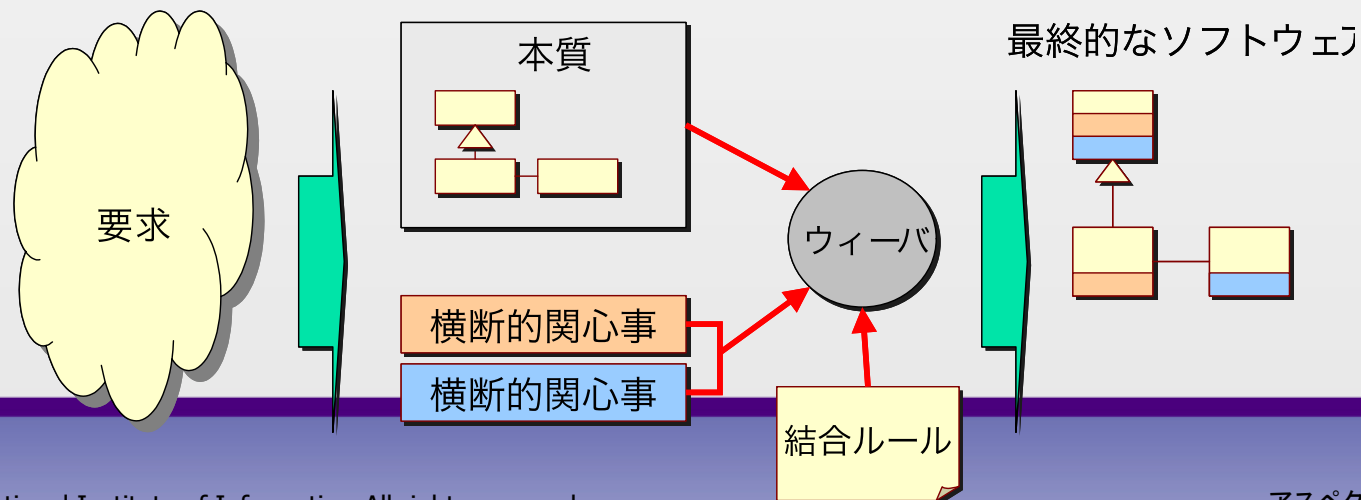 本質
最終的なソフトウェア
要求
ウィーバ
横断的関心事
横断的関心事
結合ルール